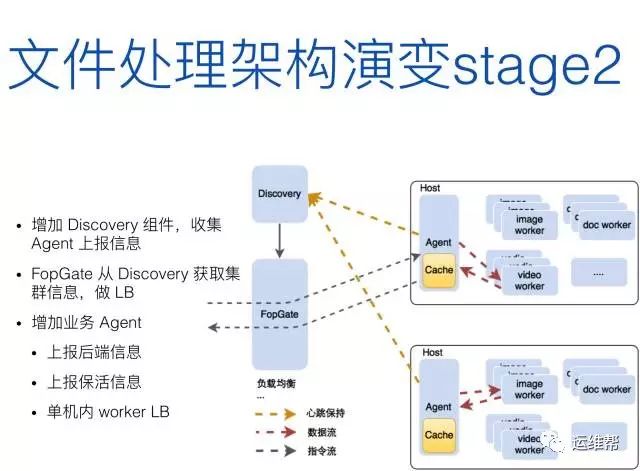 文件处理架构演变stage2
• 增加 Discovery 组件，收集
Agent 上报信息
• FopGate 从 Discovery 获取集
群信息，做 LB
• 增加业务 Agent
• 上报后端信息
• 上报保活信息
• 单机内 worker LB
Discovery
FopGate
负载均衡
...
心跳保持
数据流
指令流
Host
Agent
Cache
image
worker
doc worker
video
worker
....
Host
Agent
Cache
image
worker
doc worker
video
worker
运维帮